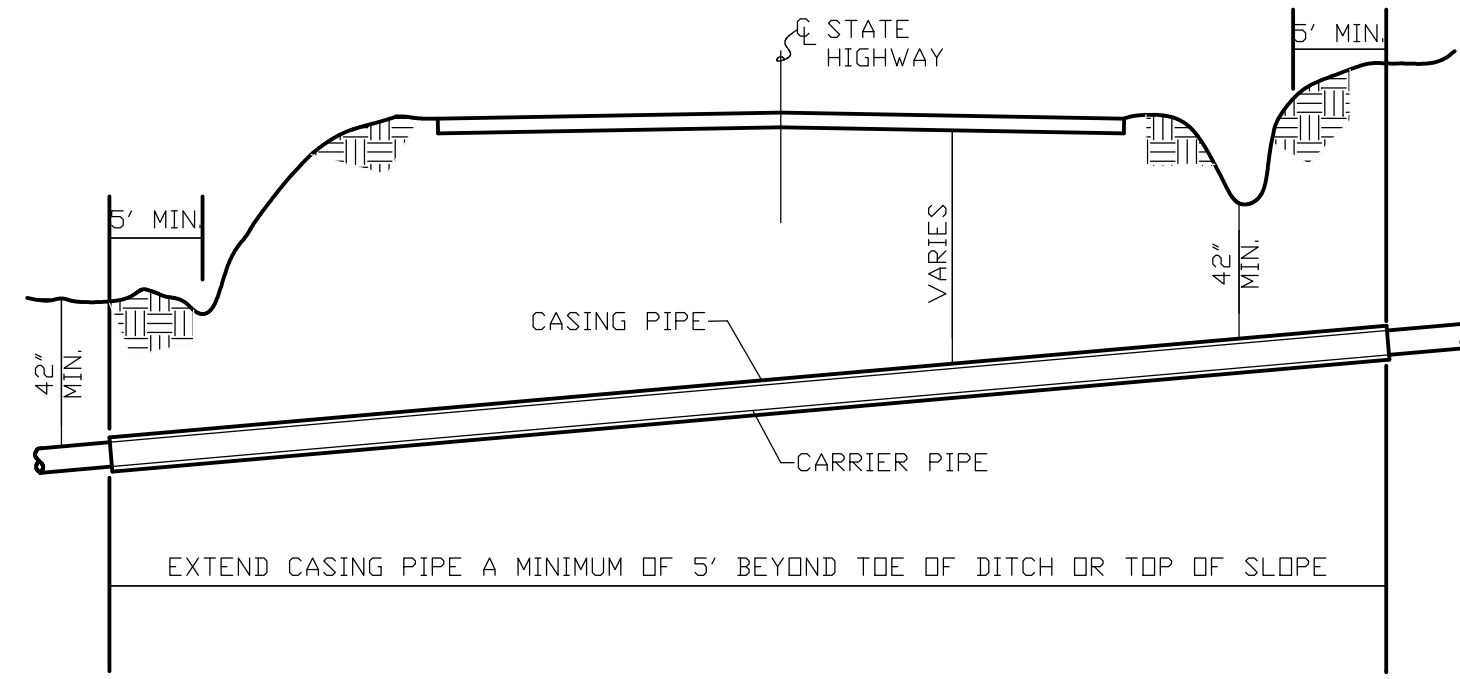 ℄ STATE
HIGHWAY
5' MIN.
5' MIN.
VARIES
42"
MIN.
CASING PIPE
42"
MIN.
CARRIER PIPE
EXTEND CASING PIPE A MINIMUM OF 5' BEYOND TOE OF DITCH OR TOP OF SLOPE